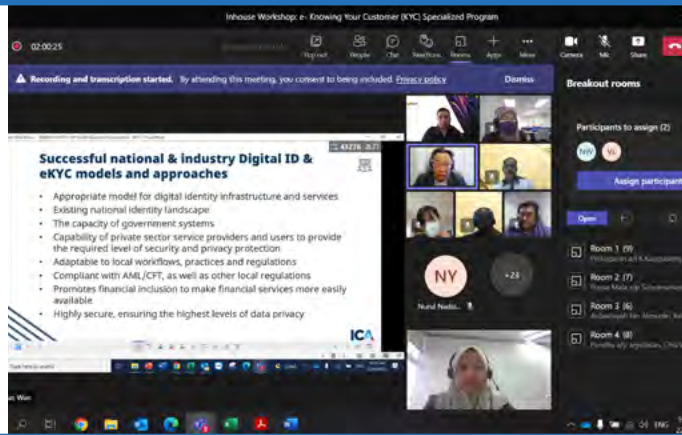 Inhouse Workshop: e- Knowing Your Customer (KYC) Specialized Program
02:00:25
Pop out
People
Chat
Reactions
Rooms
Apps
More
Camera
Mic
Share
Recording and transcription started. By attending this meeting, you consent to being included. Privacy policy
Dismiss
Breakout rooms
Participants to assign (2)
NW
Assign participant
Open
Room 1 (9)
Room 2 (7)
Room 3 (6)
Room 4 (8)
Successful national & industry Digital ID &
eKYC models and approaches
• Appropriate model for digital identity infrastructure and services
• Existing national identity landscape
• The capacity of government systems
• Capability of private sector service providers and users to provide
the required level of security and privacy protection
• Adaptable to local workflows, practices and regulations
• Compliant with AML/CFT, as well as other local regulations
• Promotes financial inclusion to make financial services more easily
available
• Highly secure, ensuring the highest levels of data privacy
ICA
NY
+23
Wan
ENG